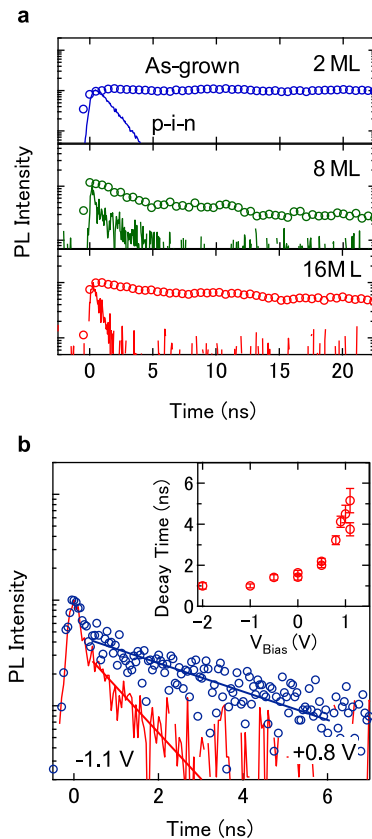 a
As-grown
2 ML
p-i-n
8 ML
16M L
PL Intensity
0
5
10
15
20
Time (ns)
b
PL Intensity
Decay Time (ns)
6
4
2
0
−2
−1
0
1
V_Bias (V)
-1.1 V
+0.8 V
0
2
4
6
Time (ns)